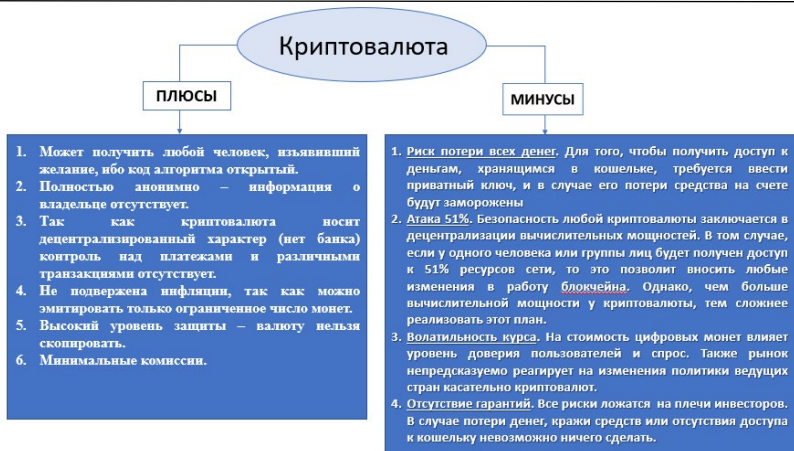 Криптовалюта
ПЛЮСЫ
МИНУСЫ
1. Может получить любой человек, изъявивший
желание, ибо код алгоритма открытый.
2. Полностью анонимно – информация о
владельце отсутствует.
3. Так как криптовалюта носит
децентрализированный характер (нет банка)
контроль над платежами и различными
транзакциями отсутствует.
4. Не подвержена инфляции, так как можно
эмитировать только ограниченное число монет.
5. Высокий уровень защиты – валюту нельзя
скопировать.
6. Минимальные комиссии.
1. Риск потери всех денег. Для того, чтобы получить доступ к
деньгам, хранящимся в кошельке, требуется ввести
приватный ключ, и в случае его потери средства на счете
будут заморожены
2. Атака 51%. Безопасность любой криптовалюты заключается в
децентрализации вычислительных мощностей. В том случае,
если у одного человека или группы лиц будет получен доступ
к 51% ресурсов сети, то это позволит вносить любые
изменения в работу блокчейна. Однако, чем больше
вычислительной мощности у криптовалюты, тем сложнее
реализовать этот план.
3. Волатильность курса. На стоимость цифровых монет влияет
уровень доверия пользователей и спрос. Также рынок
непредсказуемо реагирует на изменения политики ведущих
стран касательно криптовалют.
4. Отсутствие гарантий. Все риски ложатся на плечи инвесторов.
В случае потери денег, кражи средств или отсутствия доступа
к кошельку невозможно ничего сделать.